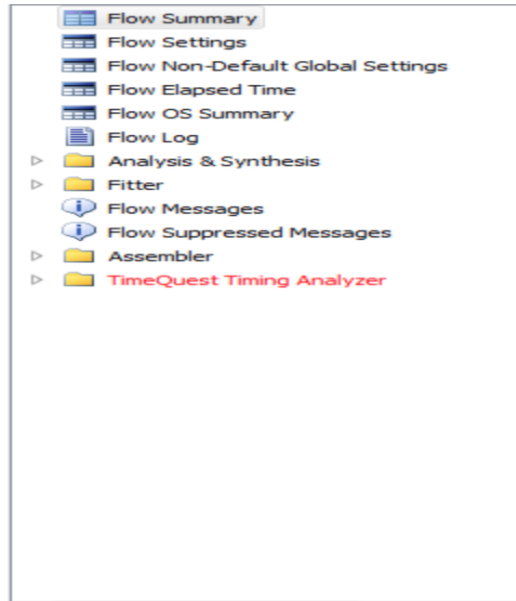 Flow Summary
Flow Settings
Flow Non-Default Global Settings
Flow Elapsed Time
Flow OS Summary
Flow Log
Analysis & Synthesis
Fitter
Flow Messages
Flow Suppressed Messages
Assembler
TimeQuest Timing Analyzer